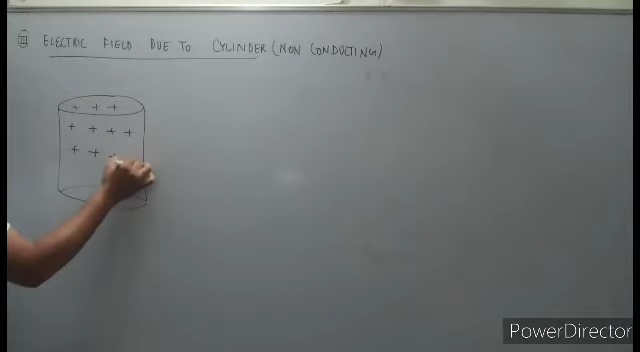 III ELECTRIC FIELD DUE TO CYLINDER (NON CONDUCTING)
+ + +
+ + + +
+ + +
PowerDirector